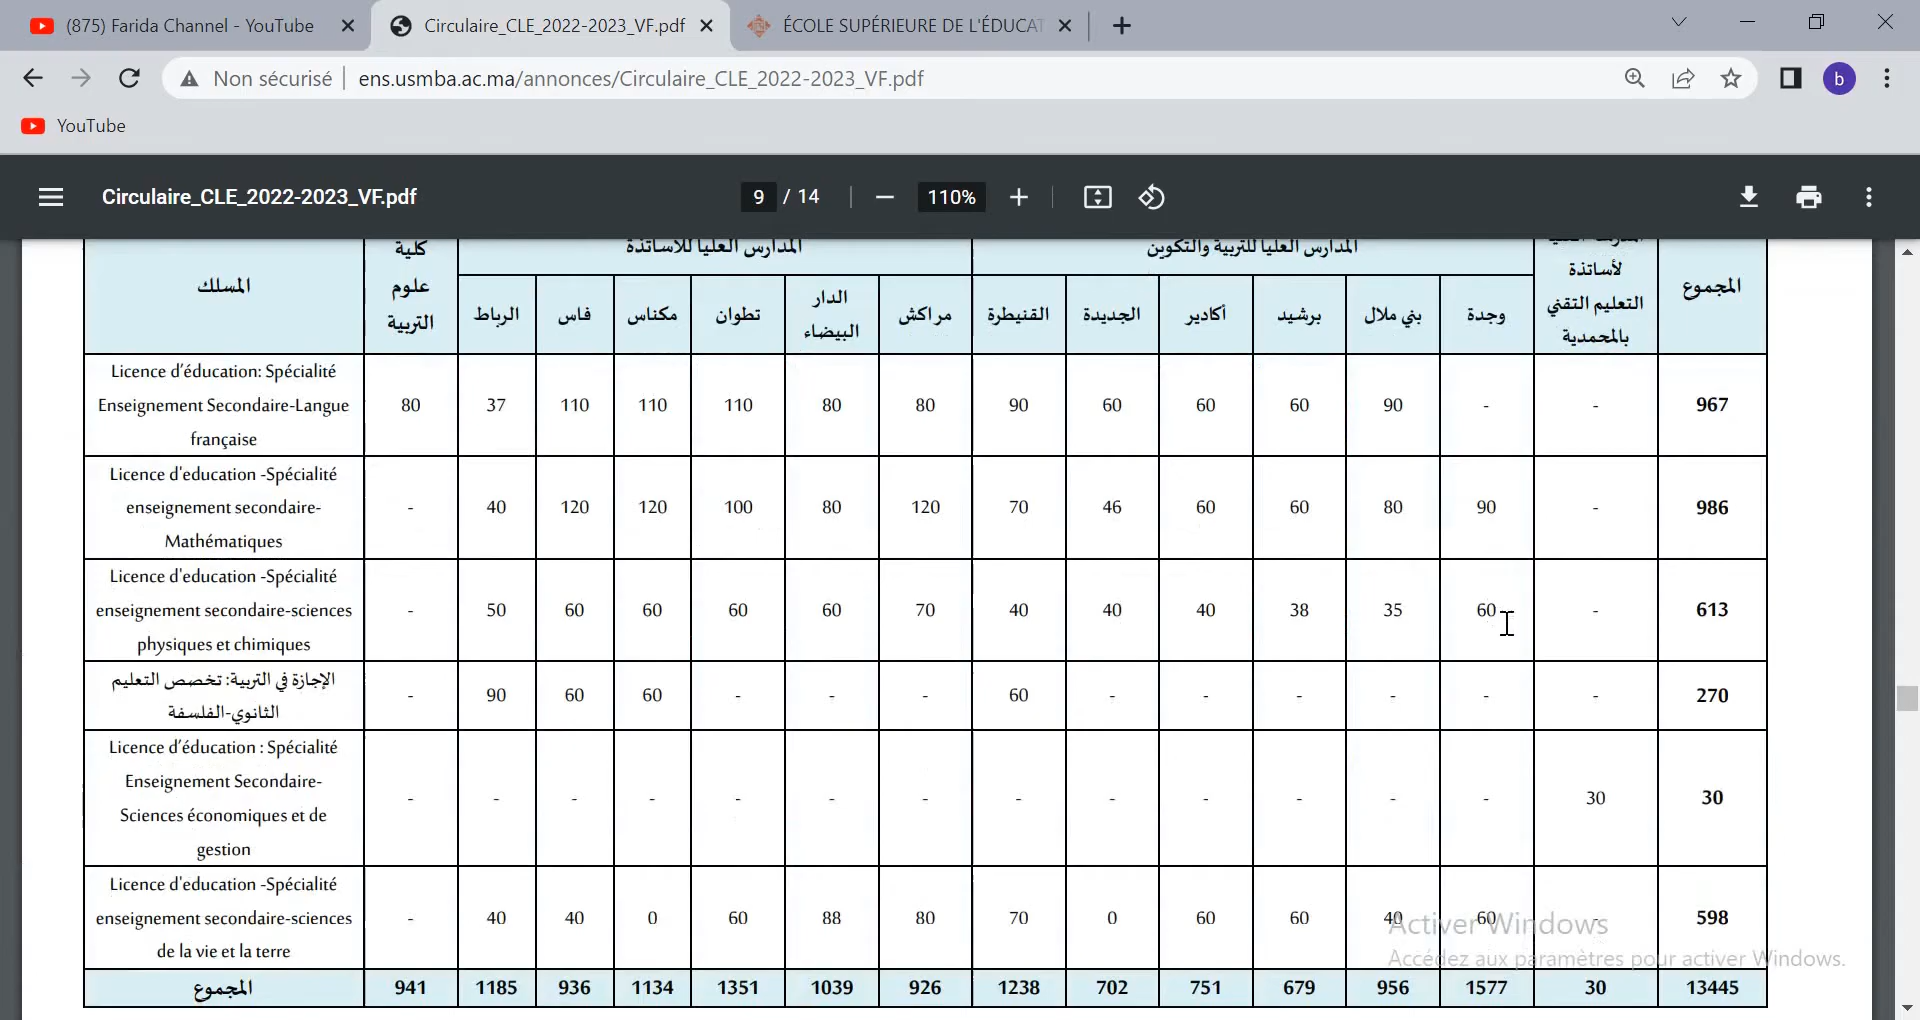 (875) Farida Channel - YouTube
Circulaire_CLE_2022-2023_VF.pdf
ÉCOLE SUPÉRIEURE DE L'ÉDUCAT
Non sécurisé
ens.usmba.ac.ma/annonces/Circulaire_CLE_2022-2023_VF.pdf
b
YouTube
Circulaire_CLE_2022-2023_VF.pdf
9 / 14
110%
المسلك
كلية
علوم
التربية
المدارس العليا للأساتذة
المدارس العليا للتربية والتكوين
لأساتذة
التعليم التقني
بالمحمدية
المجموع
الرباط فاس مكناس تطوان الدار البيضاء مراكش القنيطرة الجديدة أكادير برشيد بني ملال وجدة
Licence d'éducation: Spécialité
Enseignement Secondaire-Langue
française
80 37 110 110 110 80 80 90 60 60 60 90 - - 967
Licence d'education -Spécialité
enseignement secondaire-
Mathématiques
- 40 120 120 100 80 120 70 46 60 60 80 90 - 986
Licence d'education -Spécialité
enseignement secondaire-sciences
physiques et chimiques
- 50 60 60 60 60 70 40 40 40 38 35 60 - 613
الإجازة في التربية: تخصص التعليم
الثانوي-الفلسفة
- 90 60 60 - - - 60 - - - - - - 270
Licence d'éducation : Spécialité
Enseignement Secondaire-
Sciences économiques et de
gestion
- - - - - - - - - - - - - 30 30
Licence d'education -Spécialité
enseignement secondaire-sciences
de la vie et la terre
- 40 40 0 60 88 80 70 0 60 60 40 60 - 598
المجموع 941 1185 936 1134 1351 1039 926 1238 702 751 679 956 1577 30 13445
Activer Windows
Accédez aux paramètres pour activer Windows.